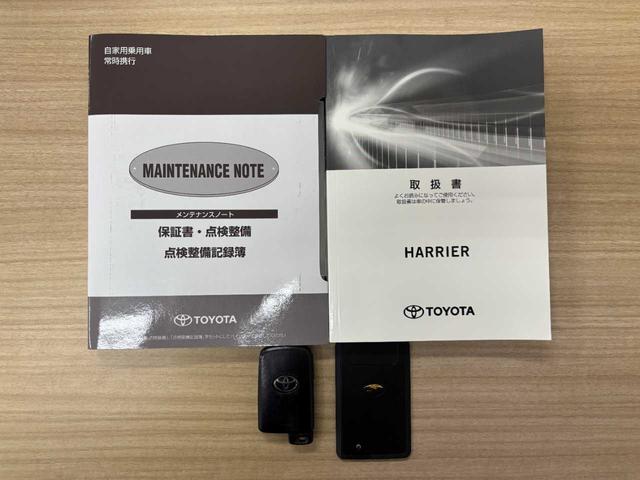 自家用乗用車
常時携行
MAINTENANCE NOTE
メンテナンスノート
保証書・点検整備
点検整備記録簿
TOYOTA
取扱書
よくお読みになってご使用ください。
取扱書は車の中に保管しましょう。
HARRIER
TOYOTA